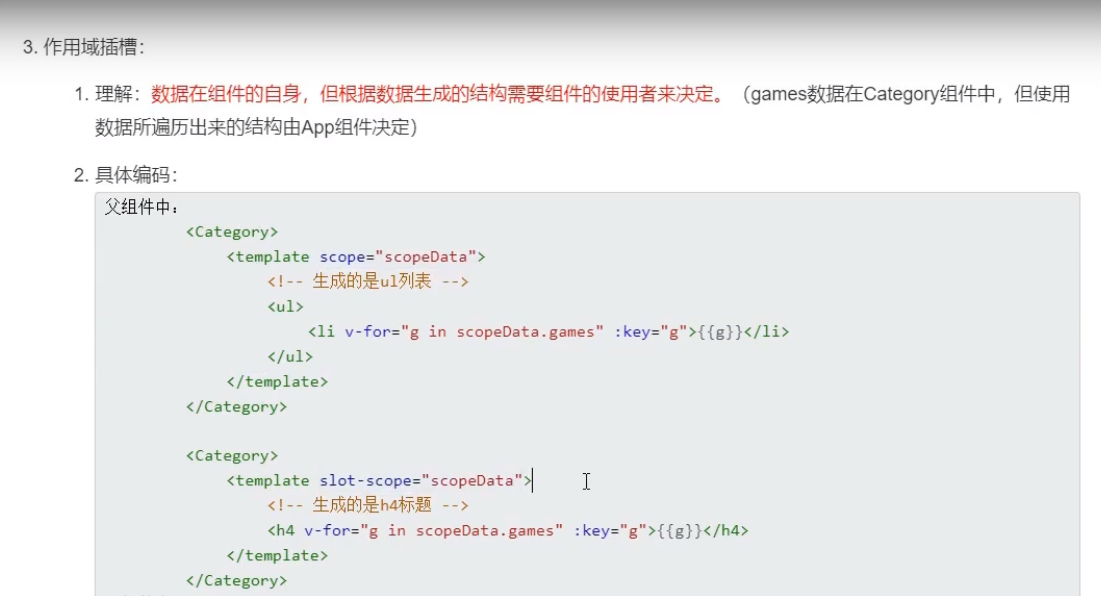 3. 作用域插槽：
1. 理解：数据在组件的自身，但根据数据生成的结构需要组件的使用者来决定。（games数据在Category组件中，但使用
数据所遍历出来的结构由App组件决定）
2. 具体编码：
父组件中：
<Category>
<template scope="scopeData">
<!-- 生成的是ul列表 -->
<ul>
<li v-for="g in scopeData.games" :key="g">{{g}}</li>
</ul>
</template>
</Category>
<Category>
<template slot-scope="scopeData">
<!-- 生成的是h4标题 -->
<h4 v-for="g in scopeData.games" :key="g">{{g}}</h4>
</template>
</Category>